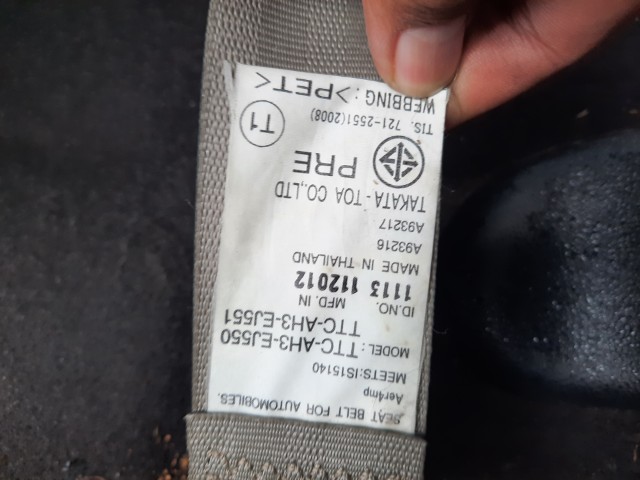 SEAT BELT FOR AUTOMOBILES.
Aer4mp
MEETS:IS15140
MODEL : TTC-AH3-EJ550
TTC-AH3-EJ551
ID.NO. MFD.IN
1113 112012
MADE IN THAILAND
A93216
A93217
TAKATA-TOA CO.,LTD
PRE
TIS. 721-2551(2008)
T1
WEBBING : >PET<